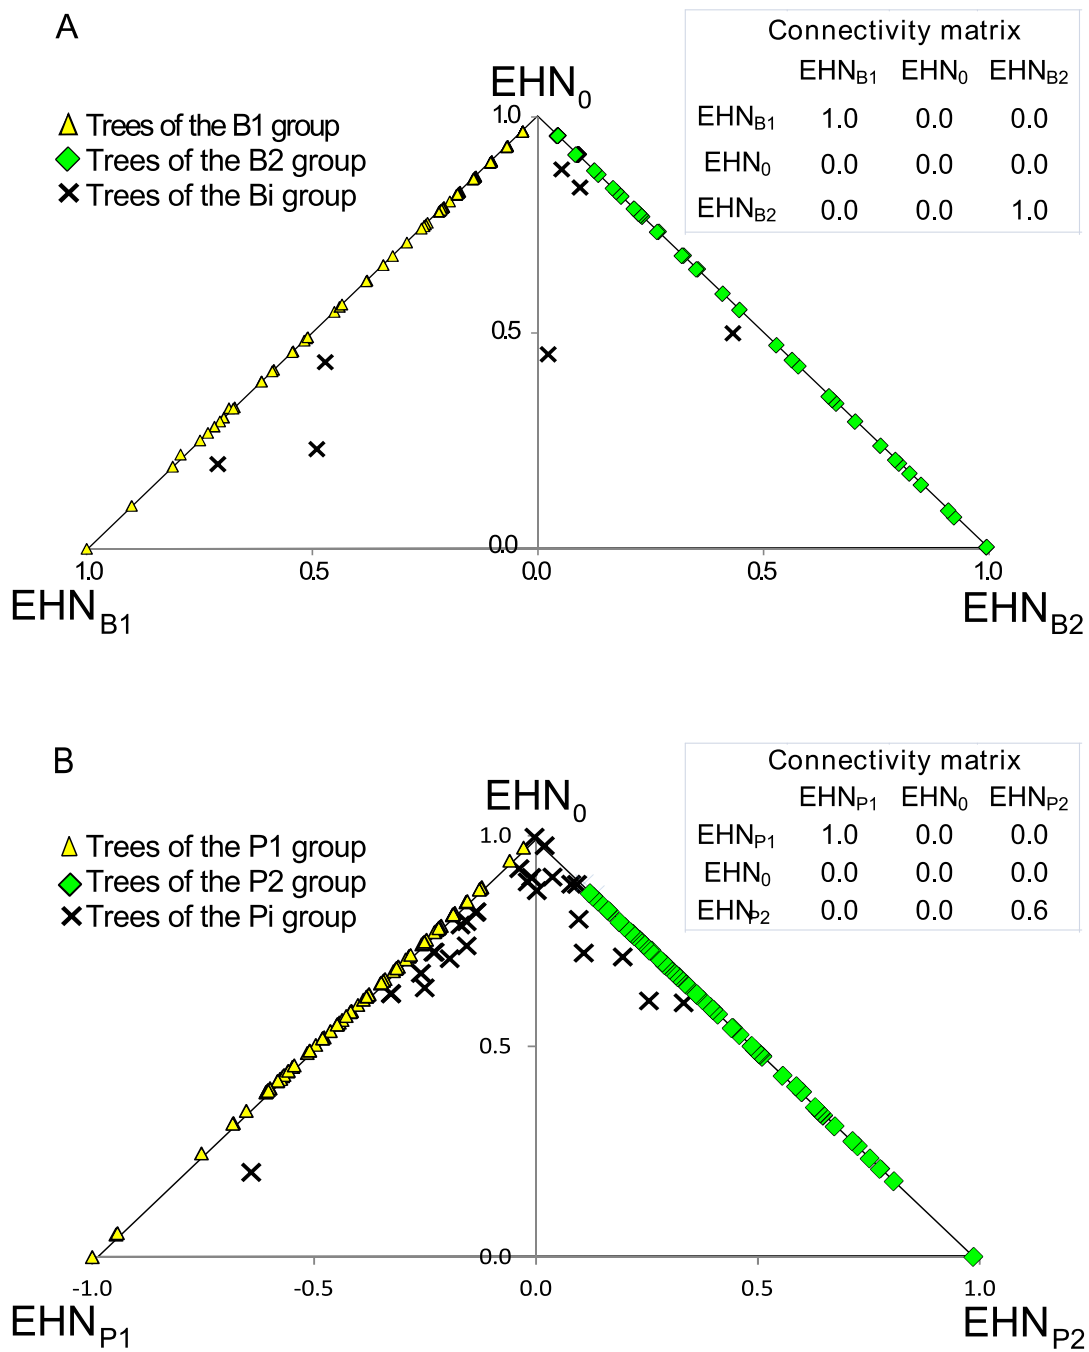 A
Connectivity matrix
EHNB1 EHN0 EHNB2
EHNB1 1.0 0.0 0.0
EHN0 0.0 0.0 0.0
EHNB2 0.0 0.0 1.0
EHN0
1.0
Trees of the B1 group
Trees of the B2 group
Trees of the Bi group
0.5
0.0
1.0 0.5 0.0 0.5 1.0
EHNB1 EHNB2
B
Connectivity matrix
EHNP1 EHN0 EHNP2
EHNP1 1.0 0.0 0.0
EHN0 0.0 0.0 0.0
EHNP2 0.0 0.0 0.6
EHN0
1.0
Trees of the P1 group
Trees of the P2 group
Trees of the Pi group
0.5
0.0
-1.0 -0.5 0.0 0.5 1.0
EHNP1 EHNP2